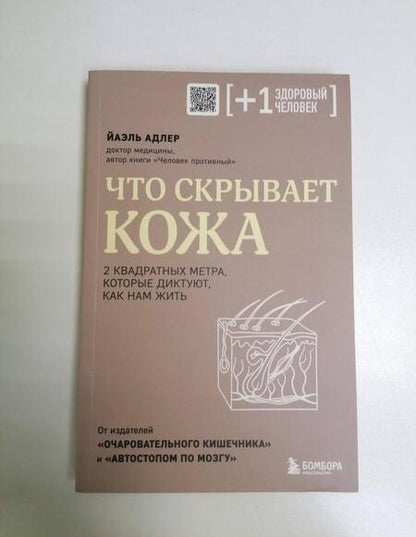 [+1 ЗДОРОВЫЙ
ЧЕЛОВЕК]
ЙАЭЛЬ АДЛЕР
доктор медицины,
автор книги «Человек противный»
ЧТО СКРЫВАЕТ
КОЖА
2 КВАДРАТНЫХ МЕТРА,
КОТОРЫЕ ДИКТУЮТ,
КАК НАМ ЖИТЬ
От издателей
«ОЧАРОВАТЕЛЬНОГО КИШЕЧНИКА»
и «АВТОСТОПОМ ПО МОЗГУ»
БОМБОРА
ИЗДАТЕЛЬСТВО